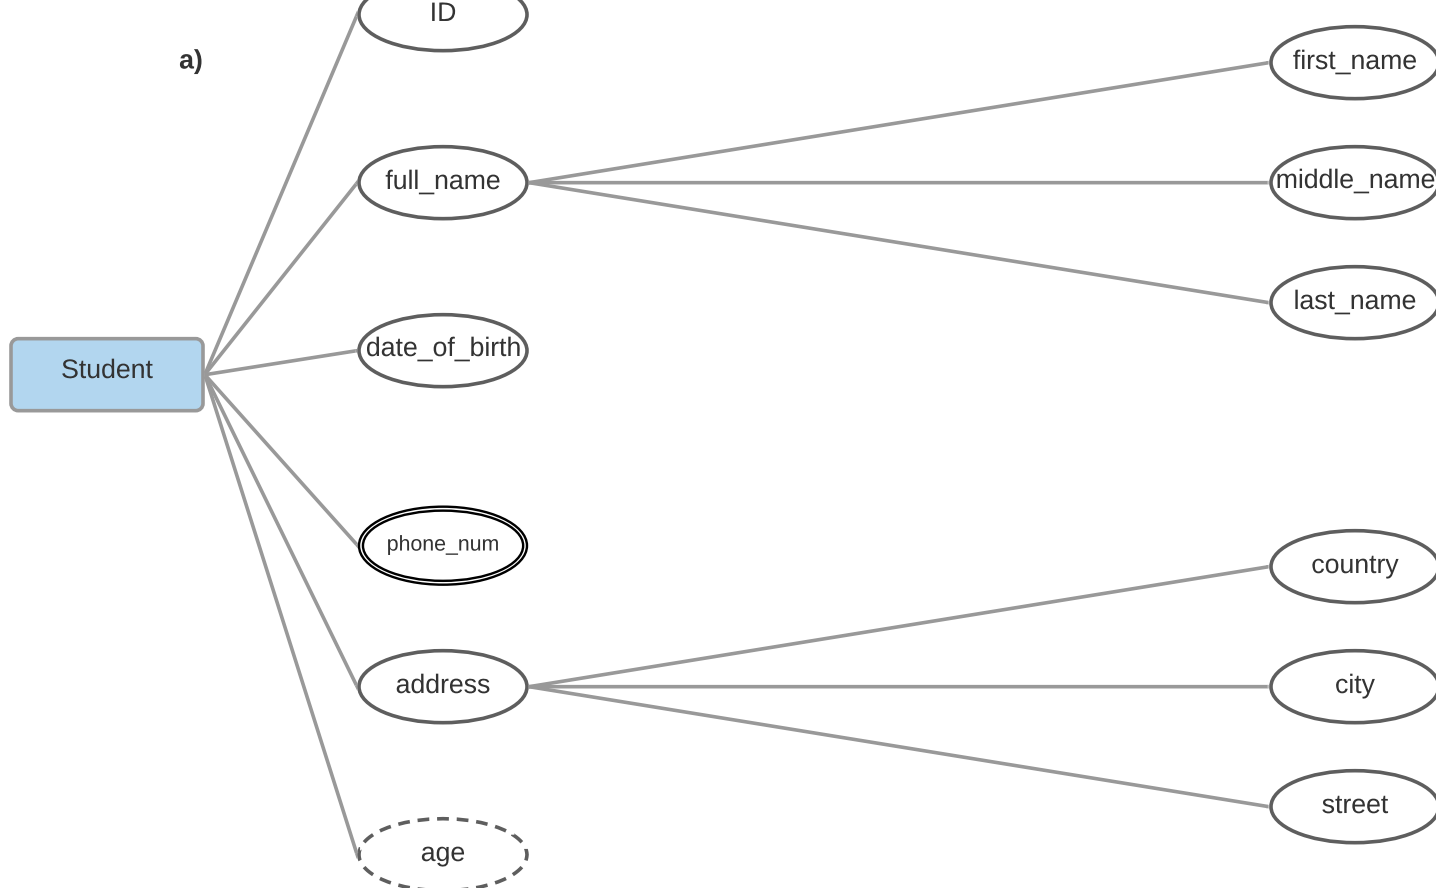 ID
a)
first_name
full_name
middle_name
last_name
date_of_birth
Student
phone_num
country
address
city
street
age